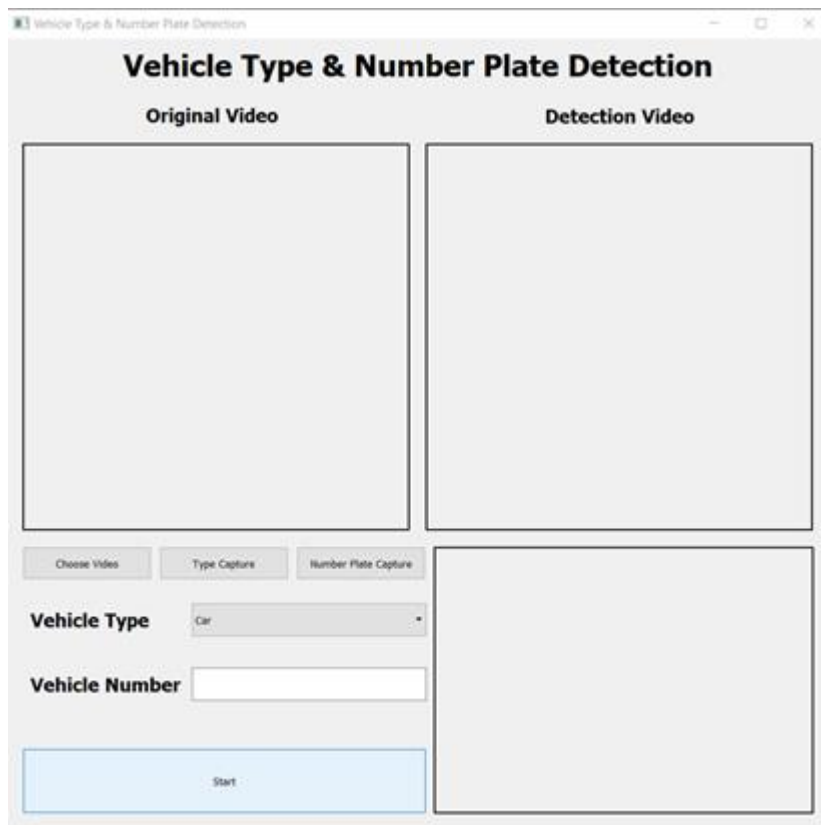 Vehicle Type & Number Plate Detection
Vehicle Type & Number Plate Detection
Original Video
Detection Video
Choose Video
Type Capture
Number Plate Capture
Vehicle Type
Car
Vehicle Number
Start